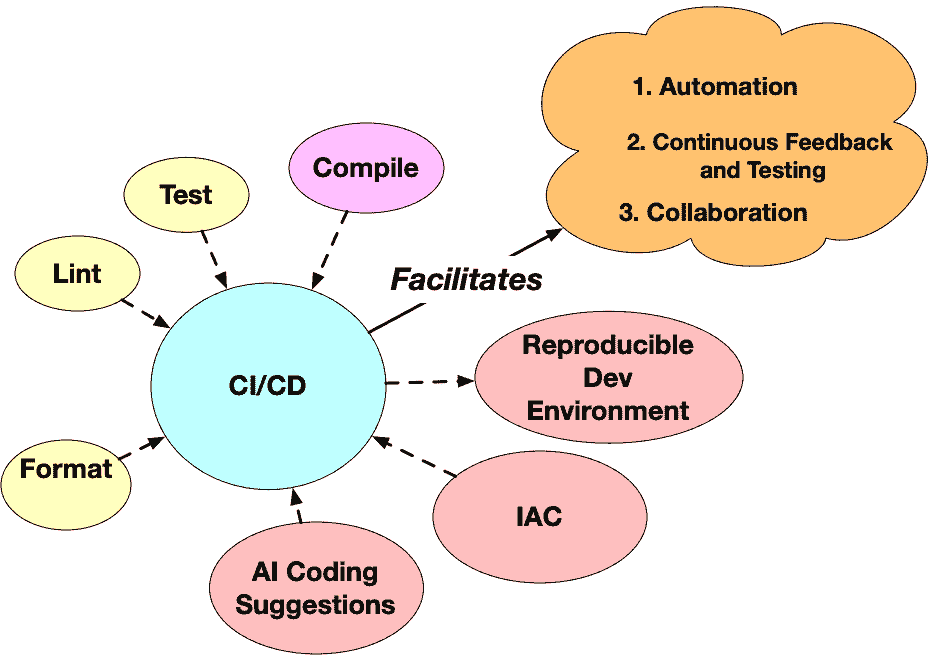 1. Automation
2. Continuous Feedback
and Testing
3. Collaboration
Compile
Test
Lint
Facilitates
CI/CD
Reproducible
Dev
Environment
Format
IAC
AI Coding
Suggestions